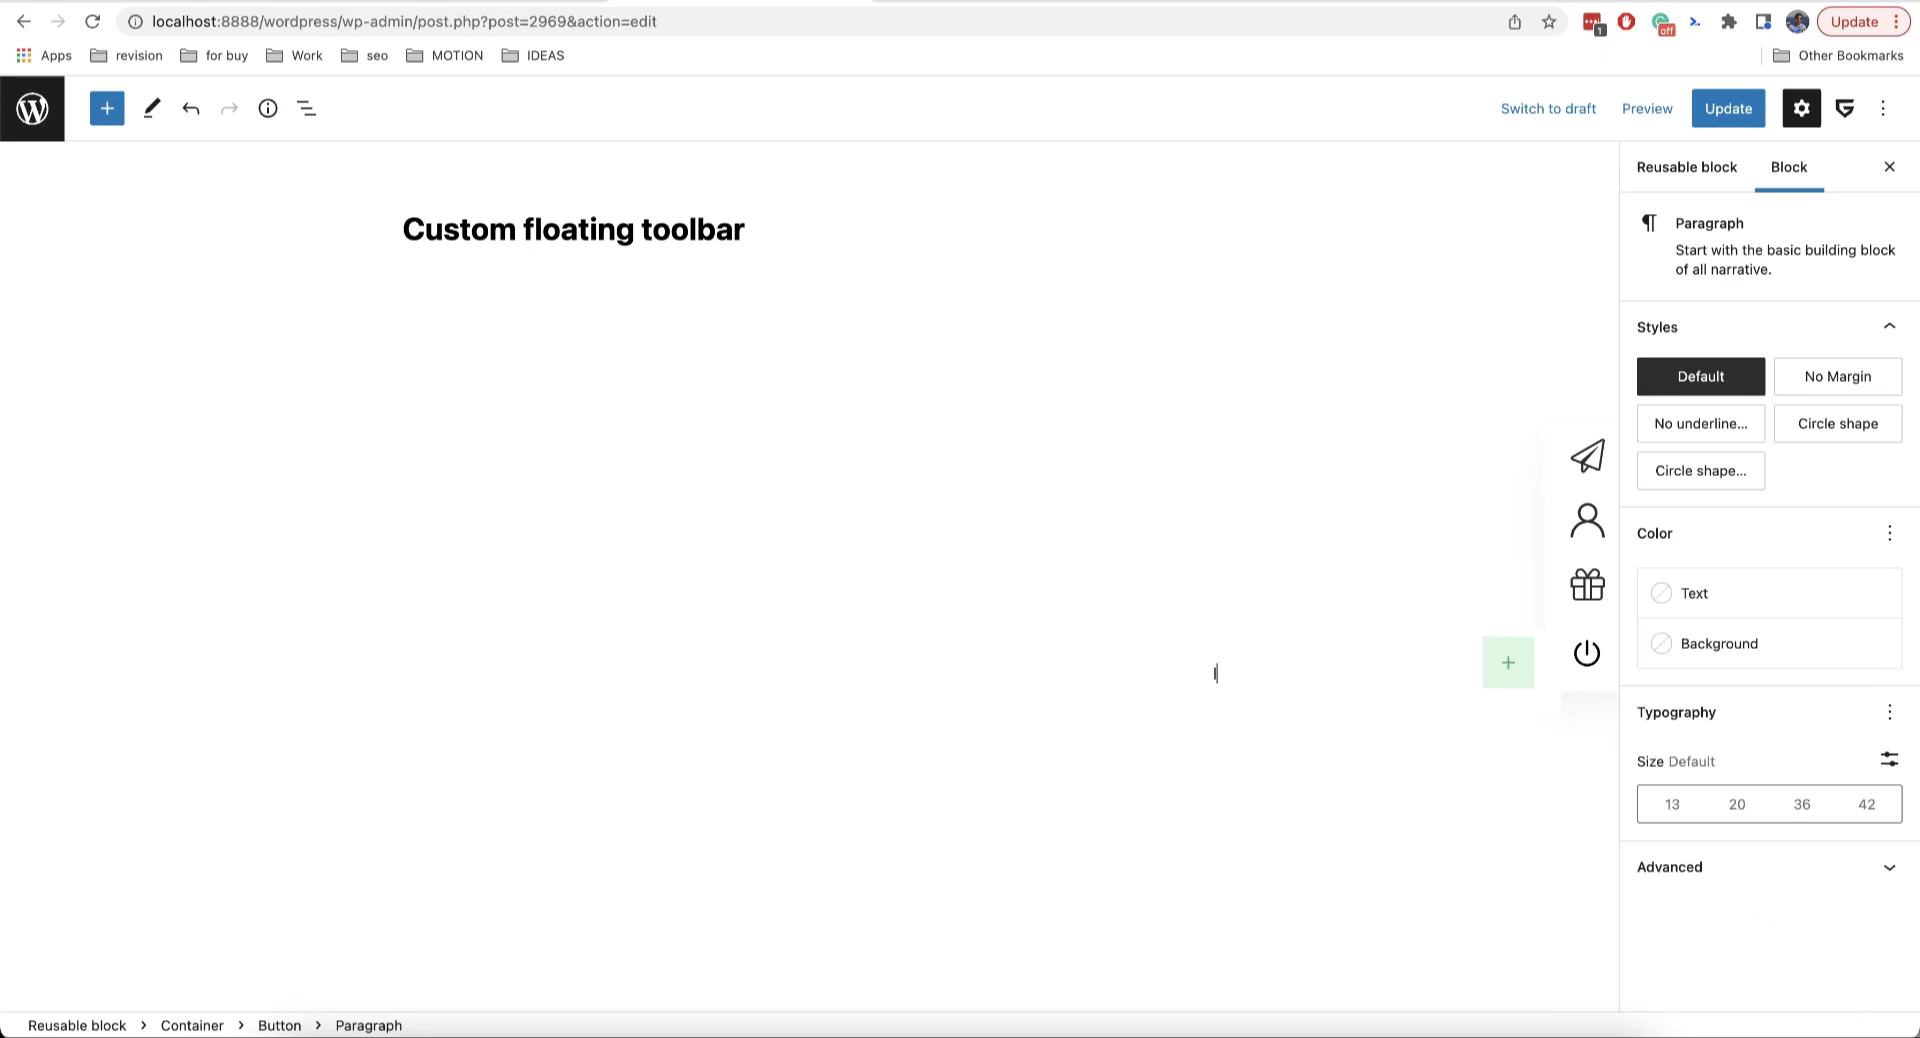 localhost:8888/wordpress/wp-admin/post.php?post=2969&action=edit
1
off
Update
Apps
revision
for buy
Work
seo
MOTION
IDEAS
Other Bookmarks
Switch to draft
Preview
Update
Custom floating toolbar
Reusable block
Block
Paragraph
Start with the basic building block
of all narrative.
Styles
Default
No Margin
No underline...
Circle shape
Circle shape...
Color
Text
Background
Typography
Size Default
13 20 36 42
Advanced
Reusable block > Container > Button > Paragraph